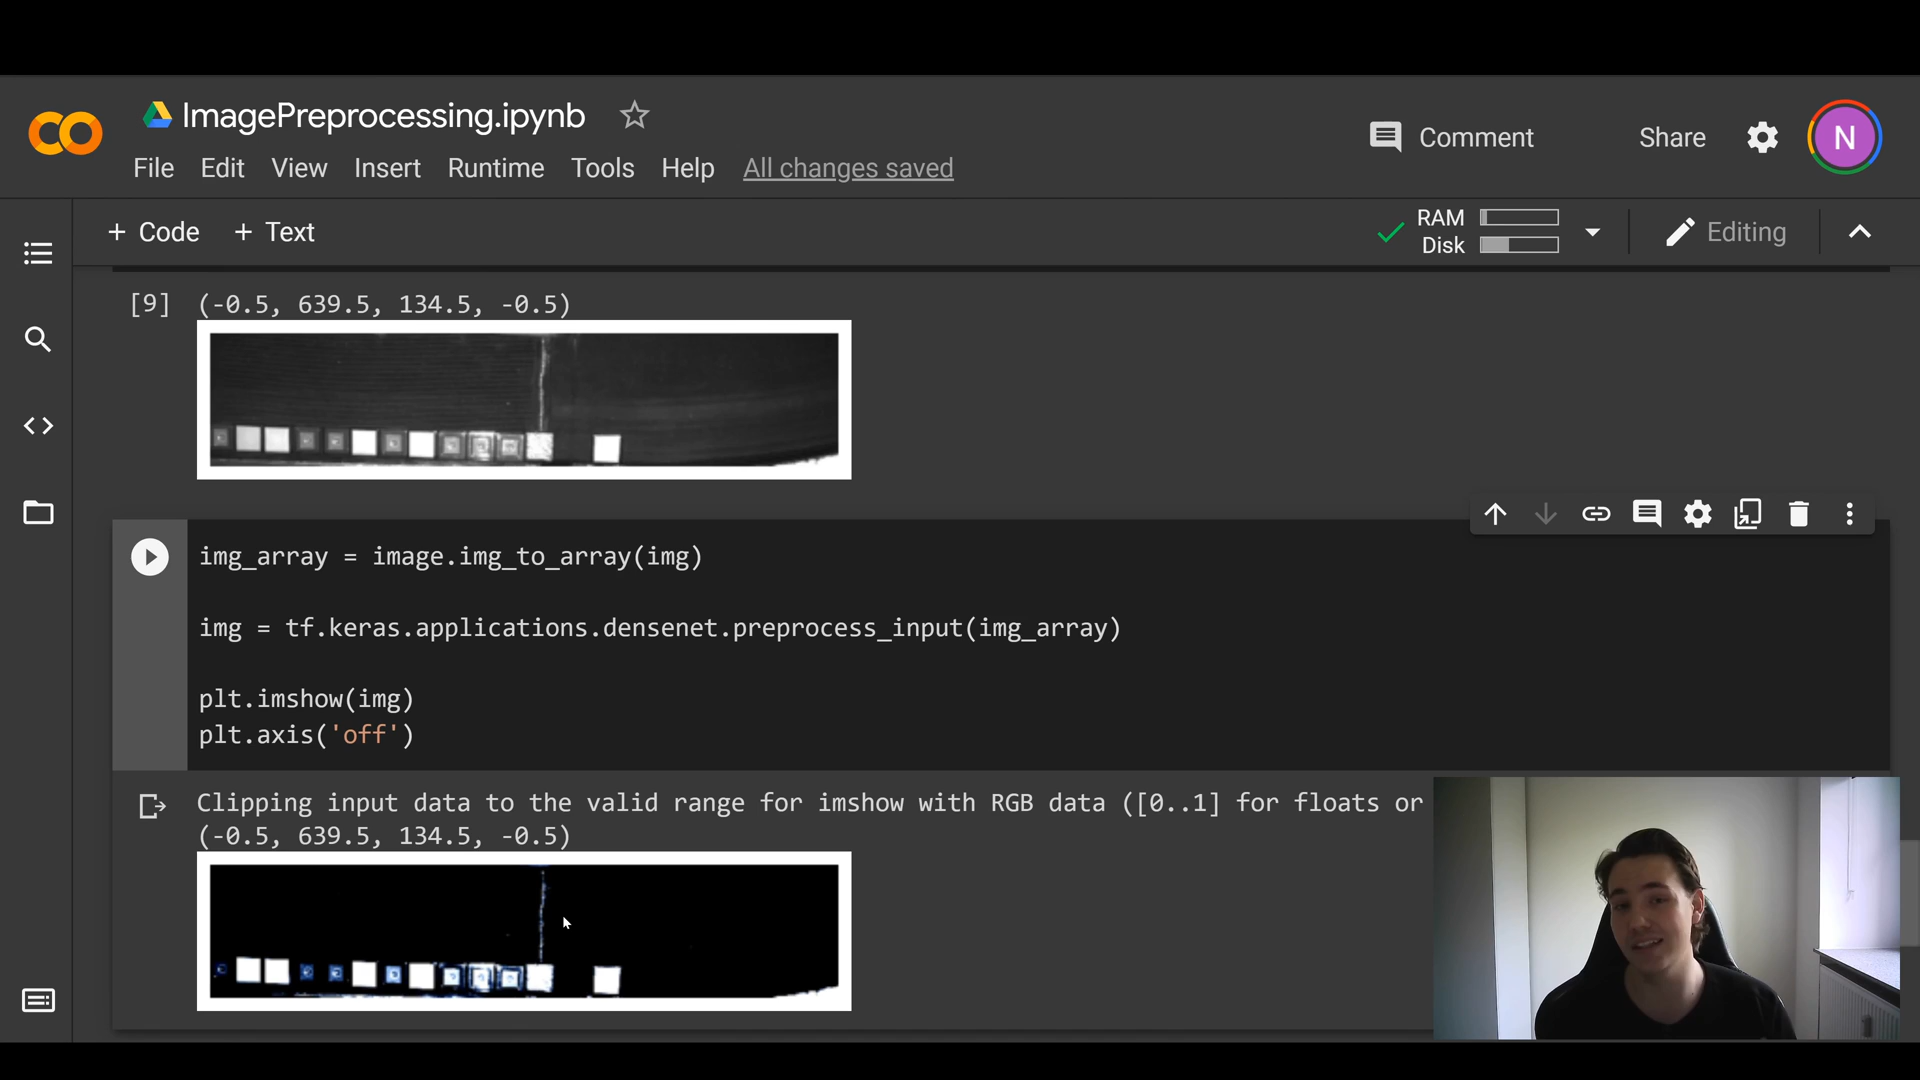 ImagePreprocessing.ipynb
File Edit View Insert Runtime Tools Help All changes saved
Comment
Share
N
+ Code + Text
RAM
Disk
Editing
[9] (-0.5, 639.5, 134.5, -0.5)
img_array = image.img_to_array(img)
img = tf.keras.applications.densenet.preprocess_input(img_array)
plt.imshow(img)
plt.axis('off')
Clipping input data to the valid range for imshow with RGB data ([0..1] for floats or
(-0.5, 639.5, 134.5, -0.5)